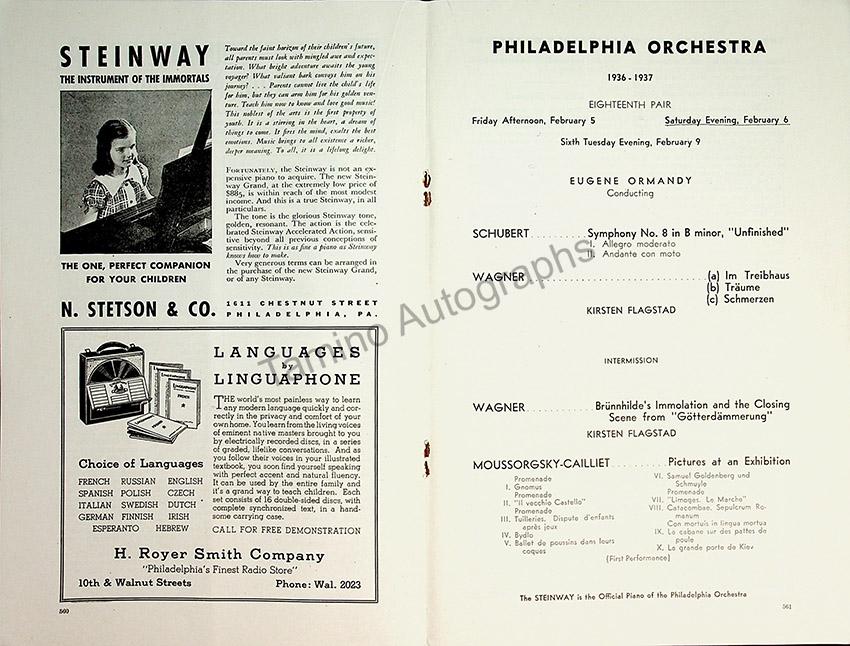 STEINWAY
THE INSTRUMENT OF THE IMMORTALS
THE ONE, PERFECT COMPANION
FOR YOUR CHILDREN
Toward the faint horizon of their children's future,
all parents must look with mingled awe and expec-
tation. What bright adventure awaits the young
voyager? What valiant bark conveys him on his
journey? . . . Parents cannot live the child's life
for him, but they can arm him for his golden ven-
ture. Teach him now to know and love good music!
This noblest of the arts is the first property of
youth. It is a stirring in the heart, a dream of
things to come. It fires the mind, exalts the best
emotions. Music brings to all existence a richer,
deeper meaning. To all, it is a lifelong delight.
FORTUNATELY, the Steinway is not an ex-
pensive piano to acquire. The new Stein-
way Grand, at the extremely low price of
$885, is within reach of the most modest
income. And this is a true Steinway, in all
particulars.
The tone is the glorious Steinway tone,
golden, resonant. The action is the cele-
brated Steinway Accelerated Action, sensi-
tive beyond all previous conceptions of
sensitivity. This is as fine a piano as Steinway
knows how to make.
Very generous terms can be arranged in
the purchase of the new Steinway Grand,
or of any Steinway.
N. STETSON & CO.
1611 CHESTNUT STREET
PHILADELPHIA, PA.
LANGUAGES
by
LINGUAPHONE
THE world's most painless way to learn
any modern language quickly and cor-
rectly in the privacy and comfort of your
own home. You learn from the living voices
of eminent native masters brought to you
by electrically recorded discs, in a series
of graded, lifelike conversations. And as
you follow their voices in your illustrated
textbook, you soon find yourself speaking
with perfect accent and natural fluency.
It can be used by the entire family and
it's a grand way to teach children. Each
set consists of 16 double-sided discs, with
complete synchronized text, in a hand-
some carrying case.
CALL FOR FREE DEMONSTRATION
Choice of Languages
FRENCH RUSSIAN ENGLISH
SPANISH POLISH CZECH
ITALIAN SWEDISH DUTCH
GERMAN FINNISH IRISH
ESPERANTO HEBREW
H. Royer Smith Company
"Philadelphia's Finest Radio Store"
10th & Walnut Streets Phone: Wal. 2023
560
PHILADELPHIA ORCHESTRA
1936 - 1937
EIGHTEENTH PAIR
Friday Afternoon, February 5 Saturday Evening, February 6
Sixth Tuesday Evening, February 9
EUGENE ORMANDY
Conducting
SCHUBERT.......... Symphony No. 8 in B minor, "Unfinished"
I. Allegro moderato
II. Andante con moto
WAGNER.......... (a) Im Treibhaus
(b) Träume
(c) Schmerzen
KIRSTEN FLAGSTAD
INTERMISSION
WAGNER.......... Brünnhilde's Immolation and the Closing
Scene from "Götterdämmerung"
KIRSTEN FLAGSTAD
MOUSSORGSKY-CAILLIET.......... Pictures at an Exhibition
Promenade
I. Gnomus
Promenade
II. "Il vecchio Castello"
Promenade
III. Tuilleries. Dispute d'enfants
après jeux
IV. Bydlo
V. Ballet de poussins dans leurs
coques
VI. Samuel Goldenberg und
Schmuyle
Promenade
VII. "Limoges. Le Marche"
VIII. Catacombae. Sepulcrum Ro-
manum
Con mortuis in lingua mortua
IX. La cabane sur des pattes de
poule
X. La grande porte de Kiev
(First Performance)
The STEINWAY is the Official Piano of the Philadelphia Orchestra
561
Tamino Autographs